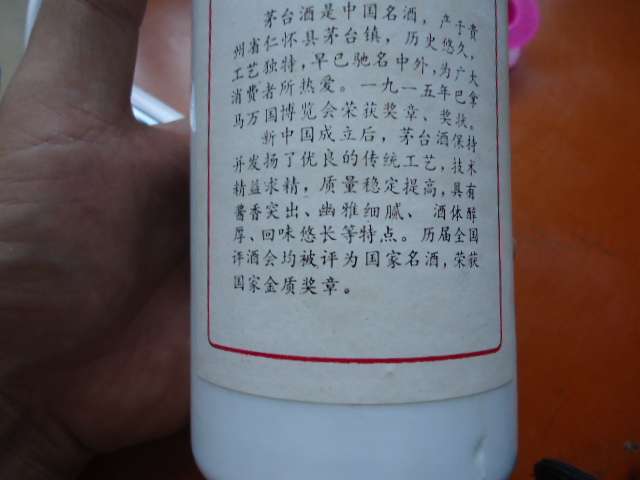 茅台酒是中国名酒，产于贵
州省仁怀县茅台镇，历史悠久，
工艺独特，早已驰名中外，为广大
消费者所热爱。一九一五年巴拿
马万国博览会荣获奖章、奖状。
新中国成立后，茅台酒保持
并发扬了优良的传统工艺，技术
精益求精，质量稳定提高，具有
酱香突出、幽雅细腻、酒体醇
厚、回味悠长等特点。历届全国
评酒会均被评为国家名酒，荣获
国家金质奖章。